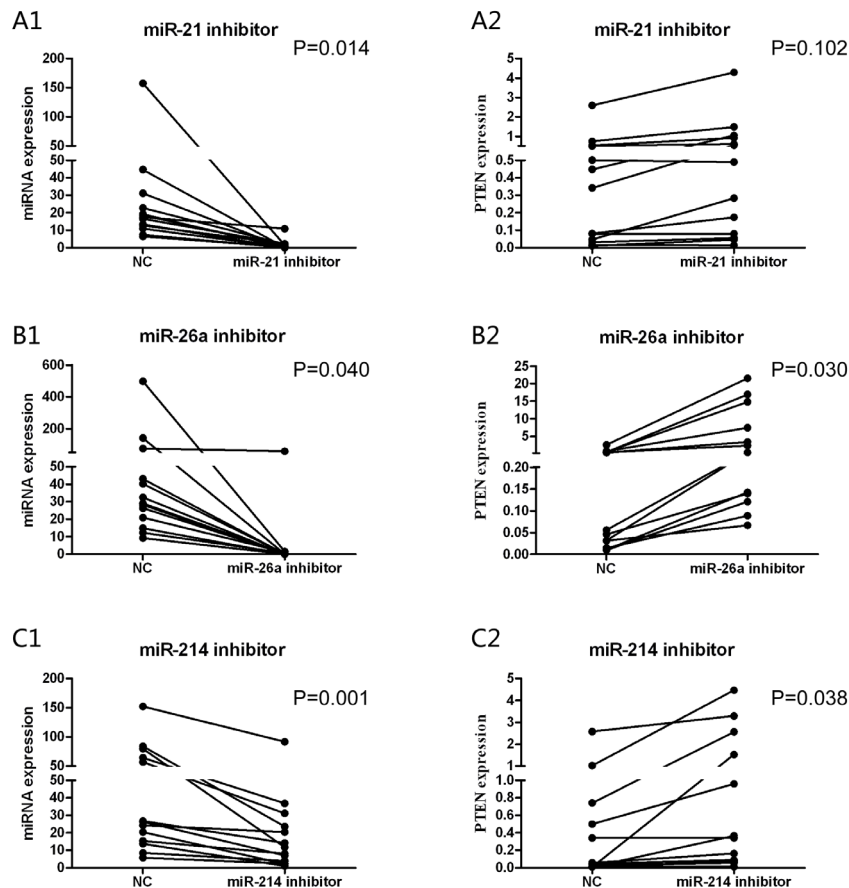 A1
miR-21 inhibitor
P=0.014
miRNA expression
200
150
100
50
50
40
30
20
10
0
NC
miR-21 inhibitor
A2
miR-21 inhibitor
P=0.102
PTEN expression
5
4
3
2
1
0.5
0.4
0.3
0.2
0.1
0.0
NC
miR-21 inhibitor
B1
miR-26a inhibitor
P=0.040
miRNA expression
600
400
200
50
40
30
20
10
0
NC
miR-26a inhibitor
B2
miR-26a inhibitor
P=0.030
PTEN expression
25
20
15
10
5
0.20
0.15
0.10
0.05
0.00
NC
miR-26a inhibitor
C1
miR-214 inhibitor
P=0.001
miRNA expression
200
150
100
50
50
40
30
20
10
0
NC
miR-214 inhibitor
C2
miR-214 inhibitor
P=0.038
PTEN expression
5
4
3
2
1
1.0
0.8
0.6
0.4
0.2
0.0
NC
miR-214 inhibitor